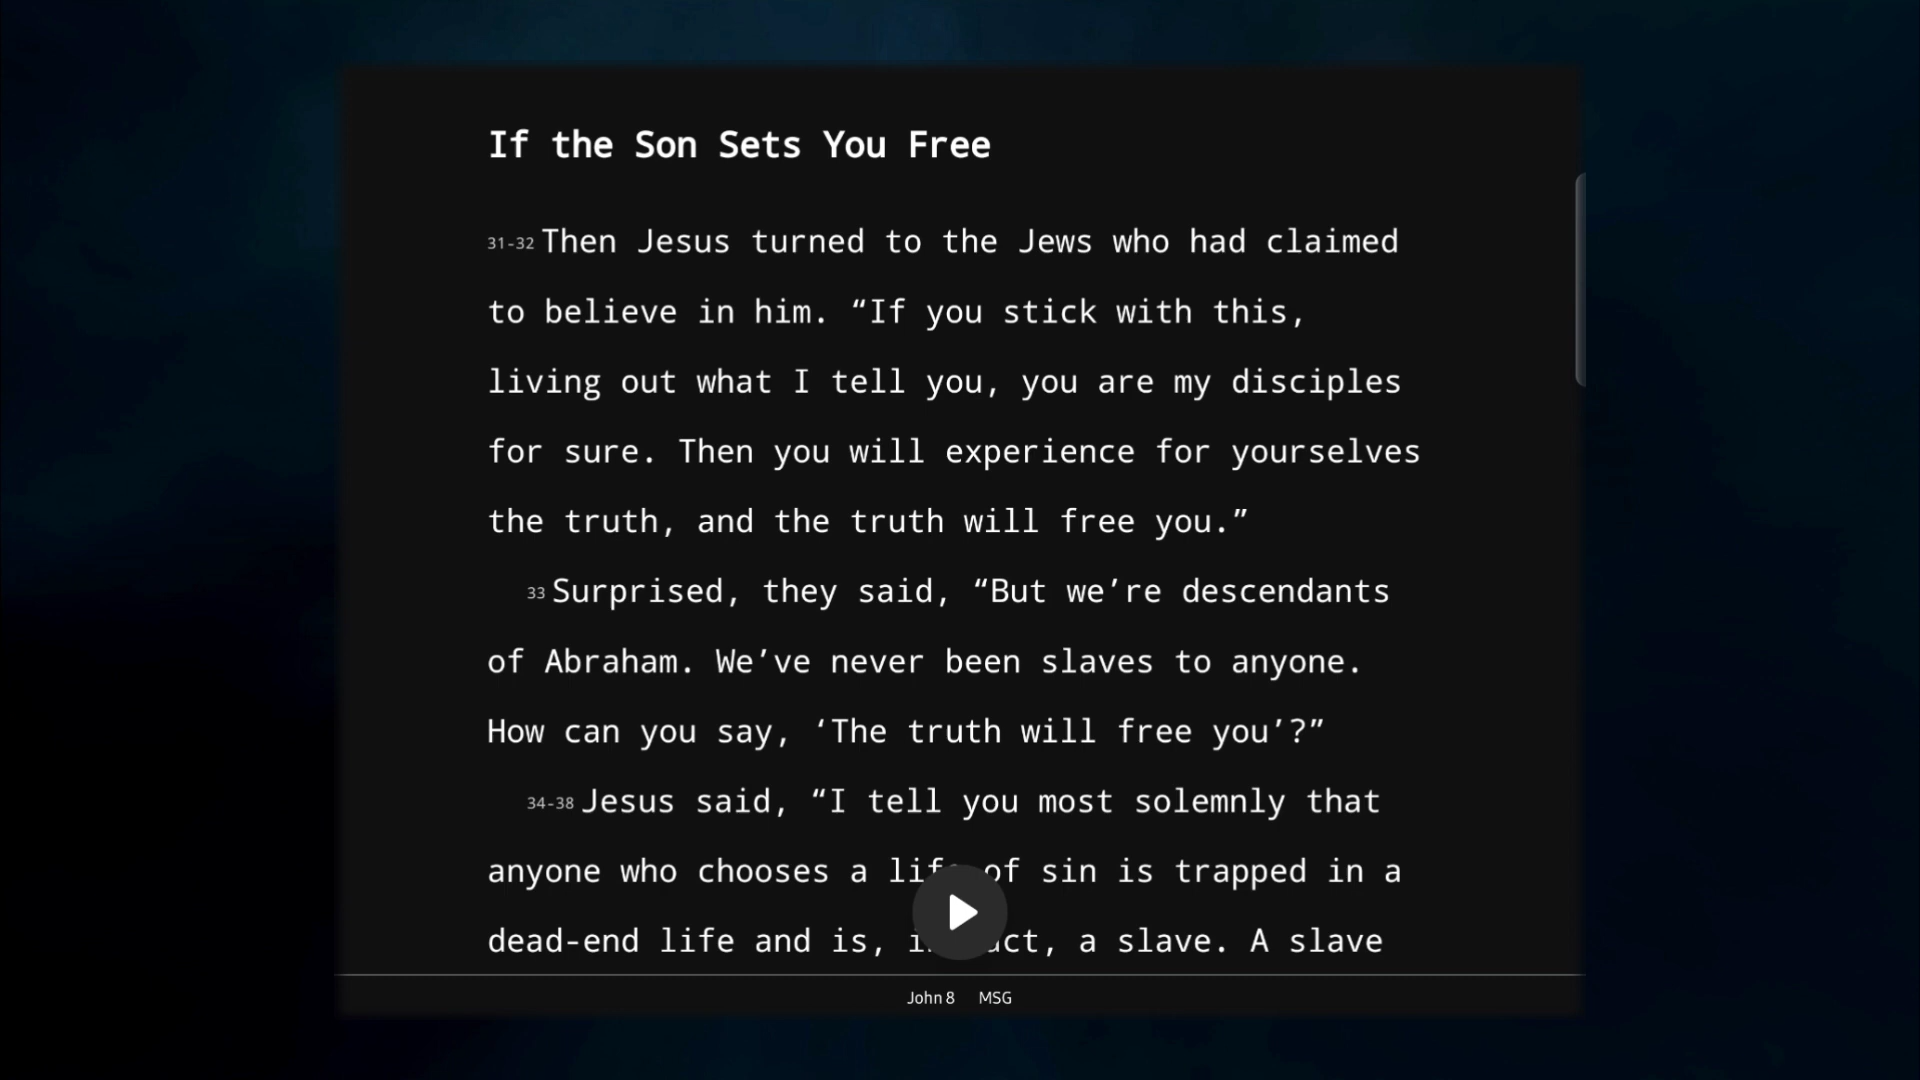 If the Son Sets You Free
31-32 Then Jesus turned to the Jews who had claimed
to believe in him. “If you stick with this,
living out what I tell you, you are my disciples
for sure. Then you will experience for yourselves
the truth, and the truth will free you.”
33 Surprised, they said, “But we’re descendants
of Abraham. We’ve never been slaves to anyone.
How can you say, ‘The truth will free you’?”
34-38 Jesus said, “I tell you most solemnly that
anyone who chooses a life of sin is trapped in a
dead-end life and is, in fact, a slave. A slave
John 8 MSG